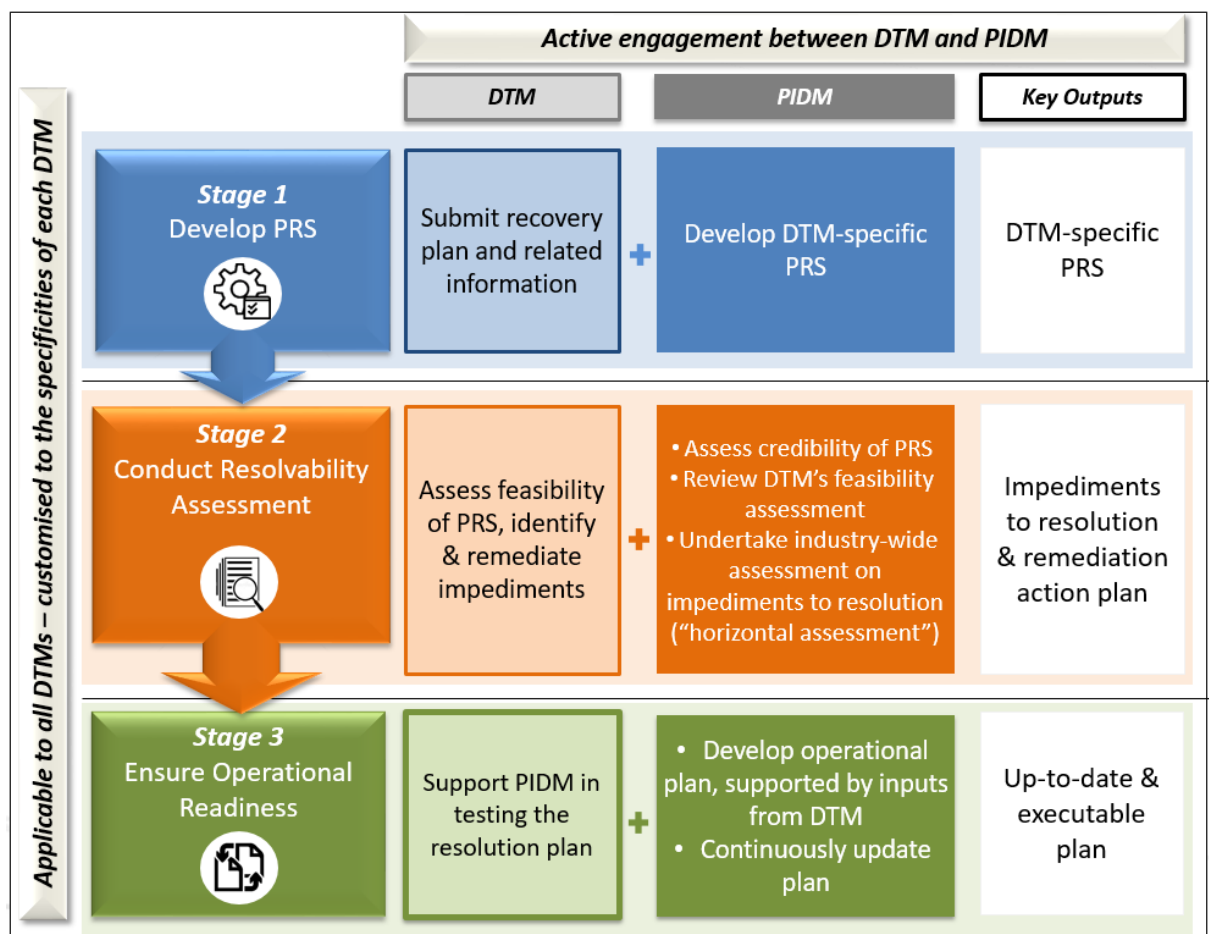 Active engagement between DTM and PIDM
DTM
PIDM
Key Outputs
Applicable to all DTMs – customised to the specificities of each DTM
Stage 1
Develop PRS
Submit recovery
plan and related
information
+
Develop DTM-specific
PRS
DTM-specific
PRS
Stage 2
Conduct Resolvability
Assessment
Assess feasibility
of PRS, identify
& remediate
impediments
+
• Assess credibility of PRS
• Review DTM’s feasibility
assessment
• Undertake industry-wide
assessment on
impediments to resolution
(“horizontal assessment”)
Impediments
to resolution
& remediation
action plan
Stage 3
Ensure Operational
Readiness
Support PIDM in
testing the
resolution plan
+
• Develop operational
plan, supported by inputs
from DTM
• Continuously update
plan
Up-to-date &
executable
plan